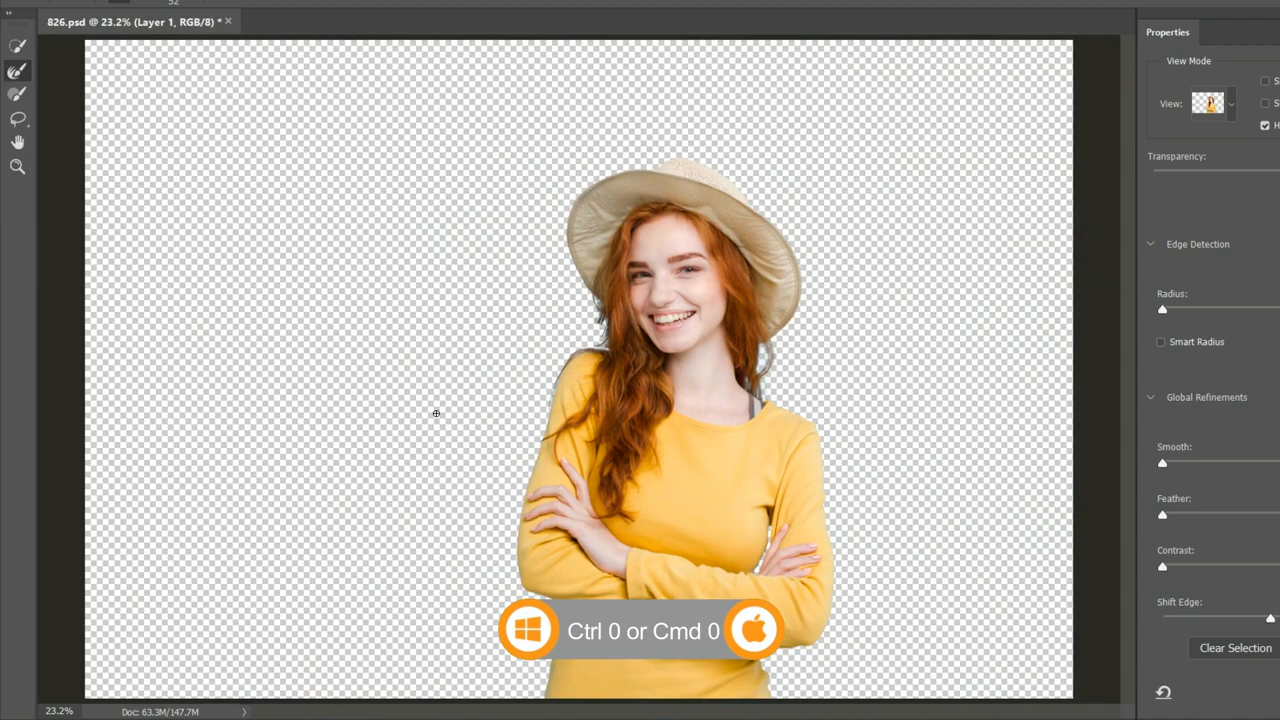 52
826.psd @ 23.2% (Layer 1, RGB/8) *
Properties
View Mode
S
View:
S
H
Transparency:
Edge Detection
Radius:
Smart Radius
Global Refinements
Smooth:
Feather:
Contrast:
Shift Edge:
Ctrl 0 or Cmd 0
Clear Selection
23.2%
Doc: 63.3M/147.7M